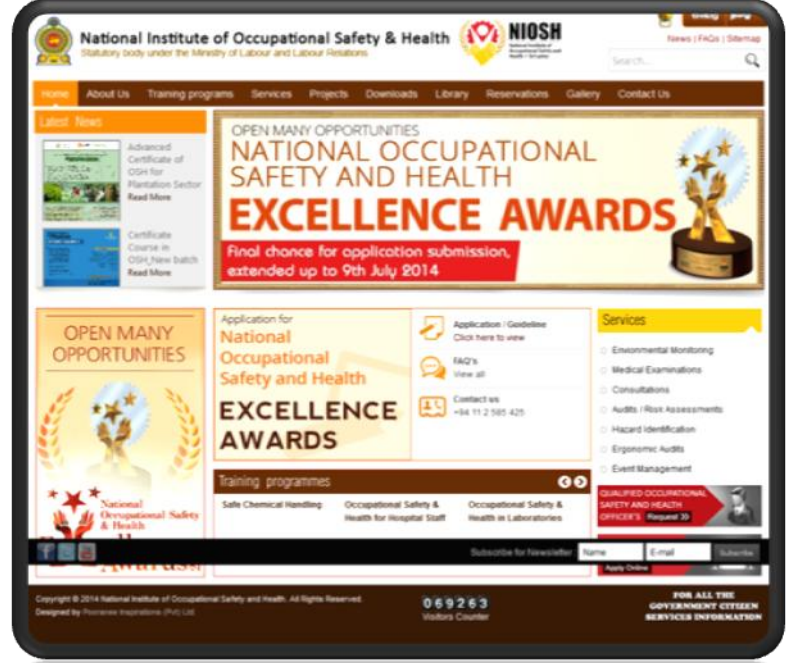 National Institute of Occupational Safety & Health
Statutory body under the Ministry of Labour and Labour Relations
NIOSH
News | FAQs | Sitemap
Search...
Home About Us Training programs Services Projects Downloads Library Reservations Gallery Contact Us
Latest News
Advanced
Certificate of
OSH for
Plantation Sector
Read More
Certificate
Course in
OSH_New batch
Read More
OPEN MANY OPPORTUNITIES
NATIONAL OCCUPATIONAL
SAFETY AND HEALTH
EXCELLENCE AWARDS
Final chance for application submission,
extended up to 9th July 2014
OPEN MANY
OPPORTUNITIES
National
Occupational Safety
& Health
Application for
National
Occupational
Safety and Health
EXCELLENCE
AWARDS
Application / Guideline
Click here to view
FAQ's
View all
Contact us
+94 11 2 585 425
Training programmes
Safe Chemical Handling
Occupational Safety &
Health for Hospital Staff
Occupational Safety &
Health in Laboratories
Services
Environmental Monitoring
Medical Examinations
Consultations
Audits / Risk Assessments
Hazard Identification
Ergonomic Audits
Event Management
QUALIFIED OCCUPATIONAL
SAFETY AND HEALTH
OFFICER'S Request
Apply Online
Subscribe for Newsletter Name E-mail Subscribe
Copyright © 2014 National Institute of Occupational Safety and Health. All Rights Reserved.
Designed by Pooranee Inspirations (Pvt) Ltd
069263
Visitors Counter
FOR ALL THE
GOVERNMENT CITIZEN
SERVICES INFORMATION